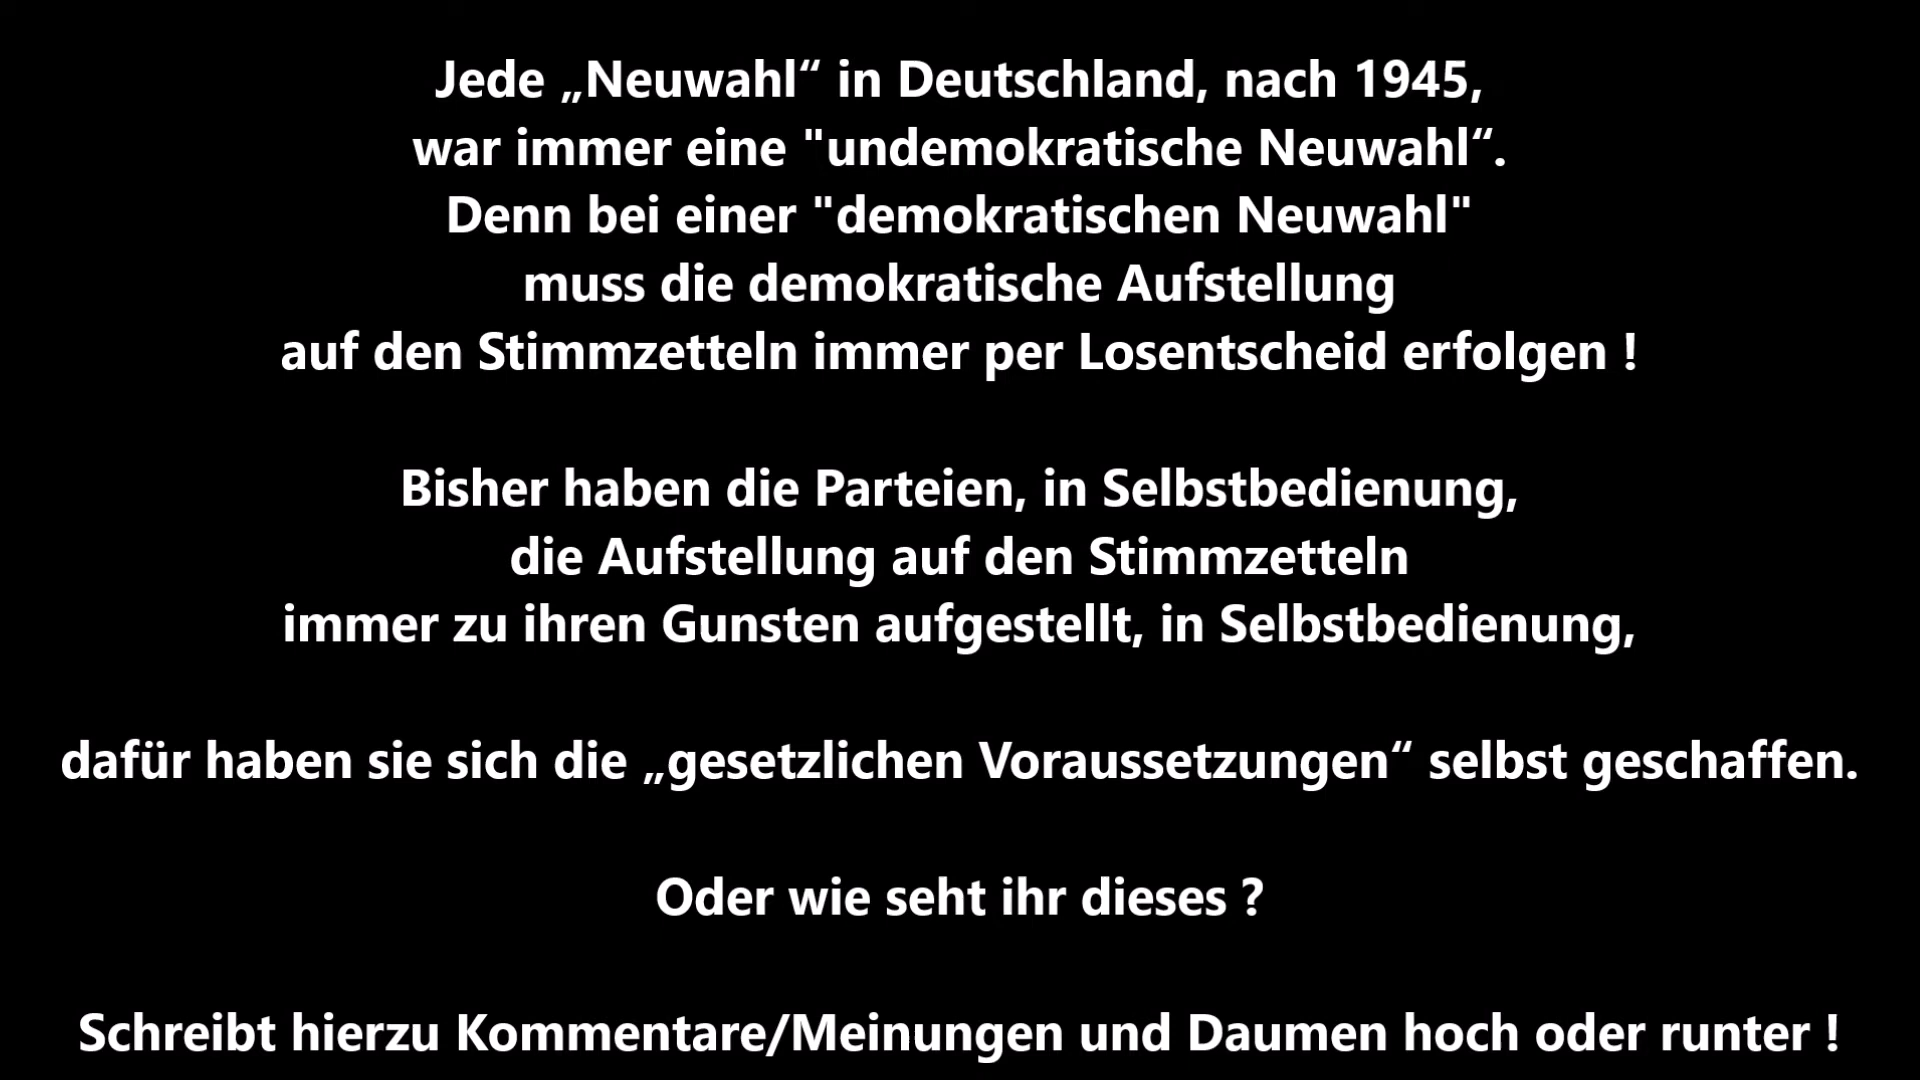 Jede „Neuwahl“ in Deutschland, nach 1945,
war immer eine "undemokratische Neuwahl“.
Denn bei einer "demokratischen Neuwahl"
muss die demokratische Aufstellung
auf den Stimmzetteln immer per Losentscheid erfolgen !
Bisher haben die Parteien, in Selbstbedienung,
die Aufstellung auf den Stimmzetteln
immer zu ihren Gunsten aufgestellt, in Selbstbedienung,
dafür haben sie sich die „gesetzlichen Voraussetzungen“ selbst geschaffen.
Oder wie seht ihr dieses ?
Schreibt hierzu Kommentare/Meinungen und Daumen hoch oder runter !